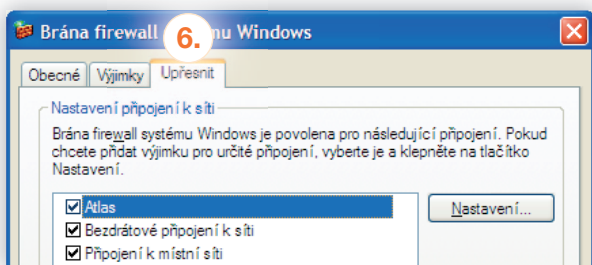 Brána firewall mu Windows
6.
Obecné Výjimky Upřesnit
Nastavení připojení k síti
Brána firewall systému Windows je povolena pro následující připojení. Pokud
chcete přidat výjimku pro určité připojení, vyberte je a klepněte na tlačítko
Nastavení.
Atlas
Nastavení...
Bezdrátové připojení k síti
Připojení k místní síti